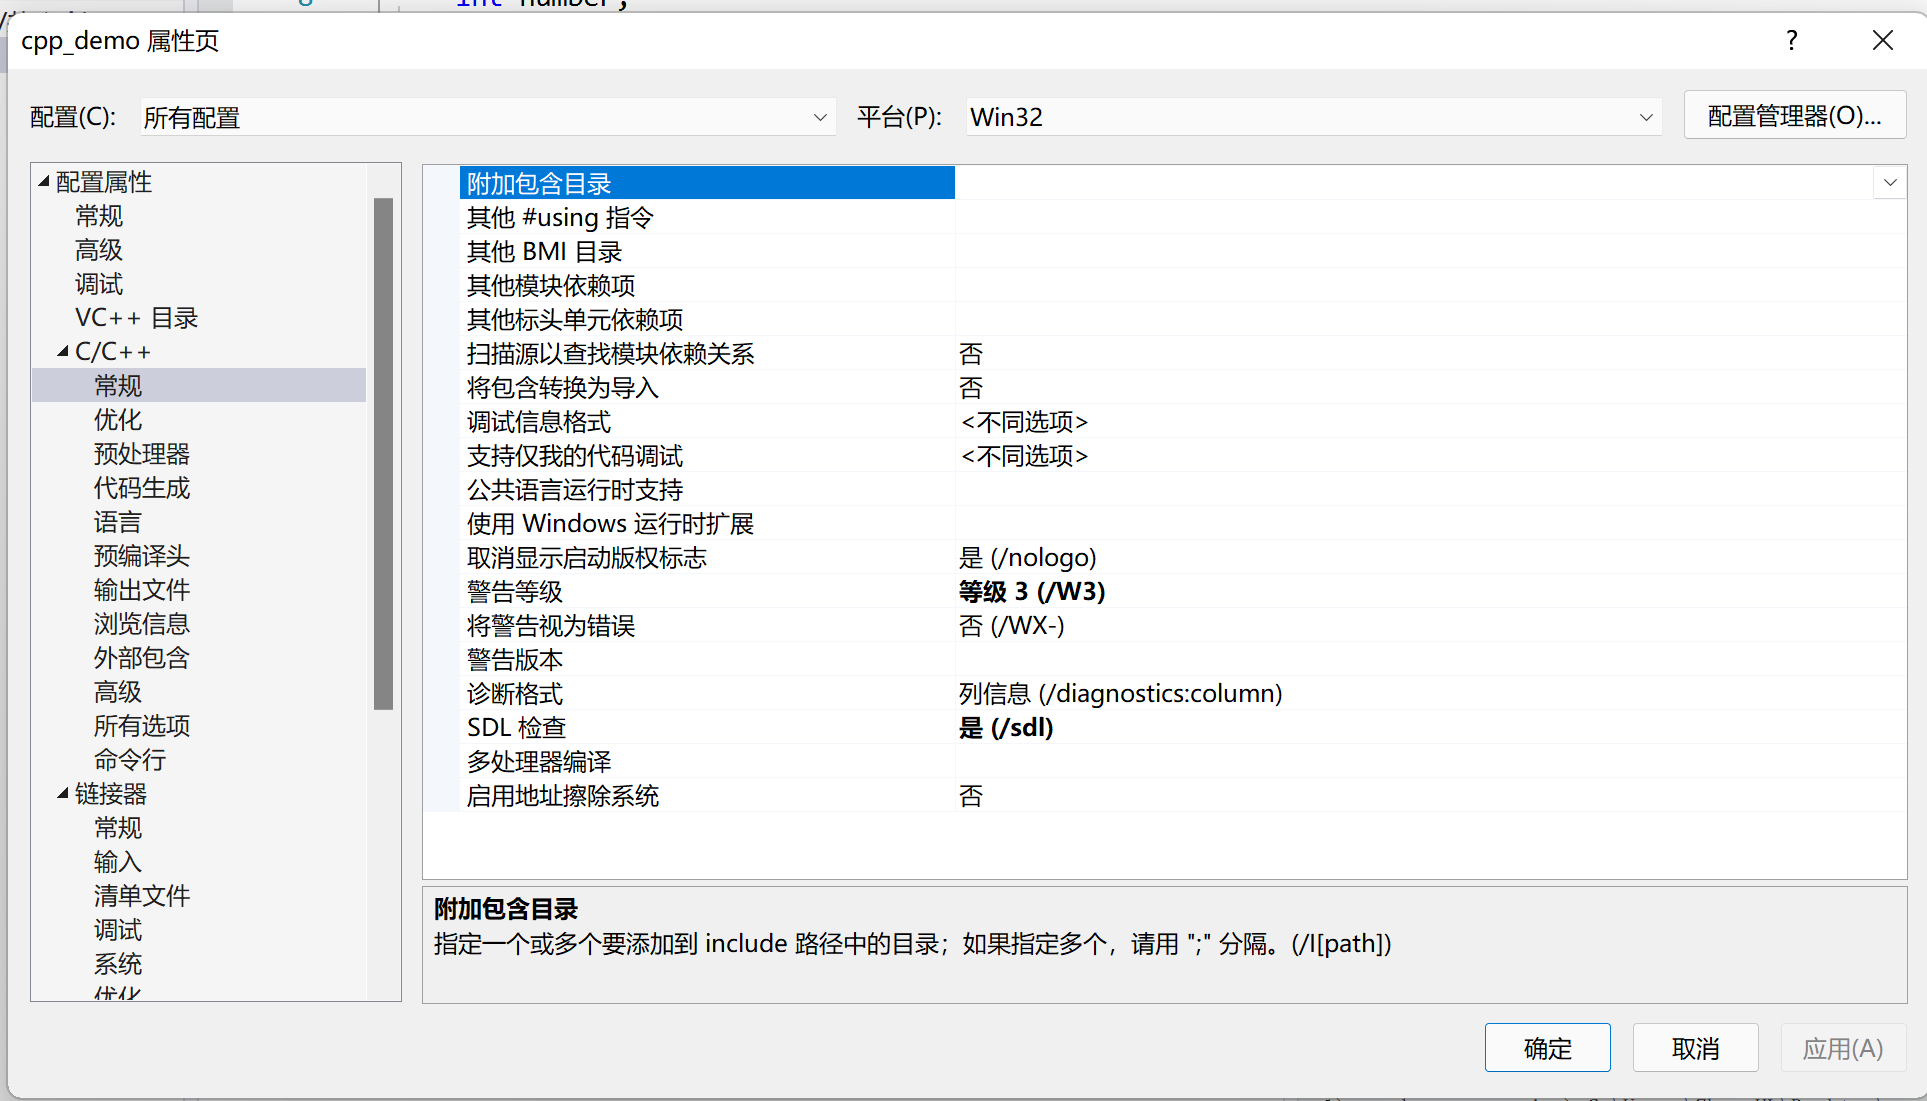 int number;
cpp_demo 属性页
?
配置(C): 所有配置 平台(P): Win32 配置管理器(O)...
配置属性
常规
高级
调试
VC++ 目录
C/C++
常规
优化
预处理器
代码生成
语言
预编译头
输出文件
浏览信息
外部包含
高级
所有选项
命令行
链接器
常规
输入
清单文件
调试
系统
优化
附加包含目录
其他 #using 指令
其他 BMI 目录
其他模块依赖项
其他标头单元依赖项
扫描源以查找模块依赖关系 否
将包含转换为导入 否
调试信息格式 <不同选项>
支持仅我的代码调试 <不同选项>
公共语言运行时支持
使用 Windows 运行时扩展
取消显示启动版权标志 是 (/nologo)
警告等级 等级 3 (/W3)
将警告视为错误 否 (/WX-)
警告版本
诊断格式 列信息 (/diagnostics:column)
SDL 检查 是 (/sdl)
多处理器编译
启用地址擦除系统 否
附加包含目录
指定一个或多个要添加到 include 路径中的目录；如果指定多个，请用 ";" 分隔。(/I[path])
确定 取消 应用(A)